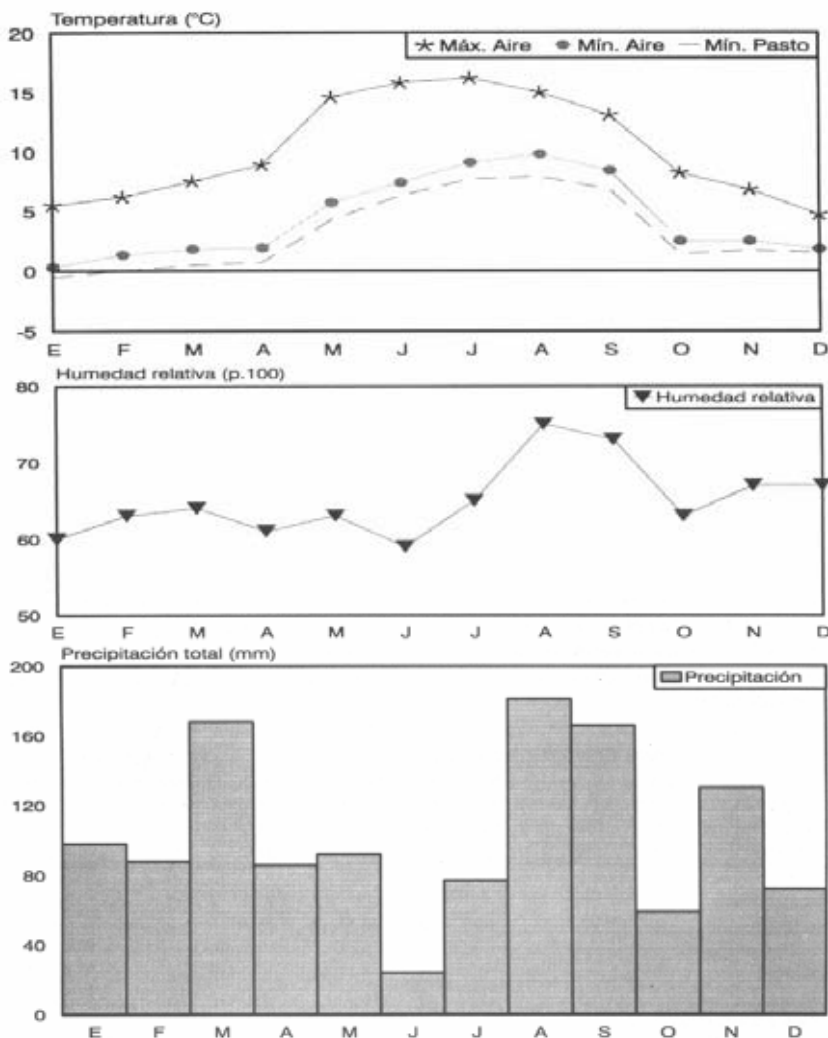 Temperatura (ºC)
20
15
10
5
0
-5
Máx. Aire Mín. Aire Mín. Pasto
E F M A M J J A S O N D
Humedad relativa (p.100)
80
70
60
50
Humedad relativa
E F M A M J J A S O N D
Precipitación total (mm)
200
160
120
80
40
0
Precipitación
E F M A M J J A S O N D